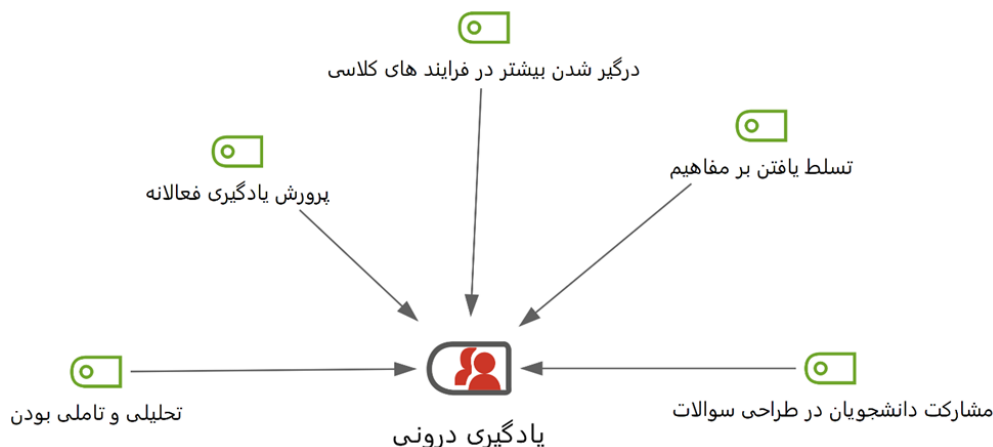 درگیر شدن بیشتر در فرایند های کلاسی
تسلط یافتن بر مفاهیم
پرورش یادگیری فعالانه
مشارکت دانشجویان در طراحی سوالات
تحلیلی و تاملی بودن
یادگیری درونی